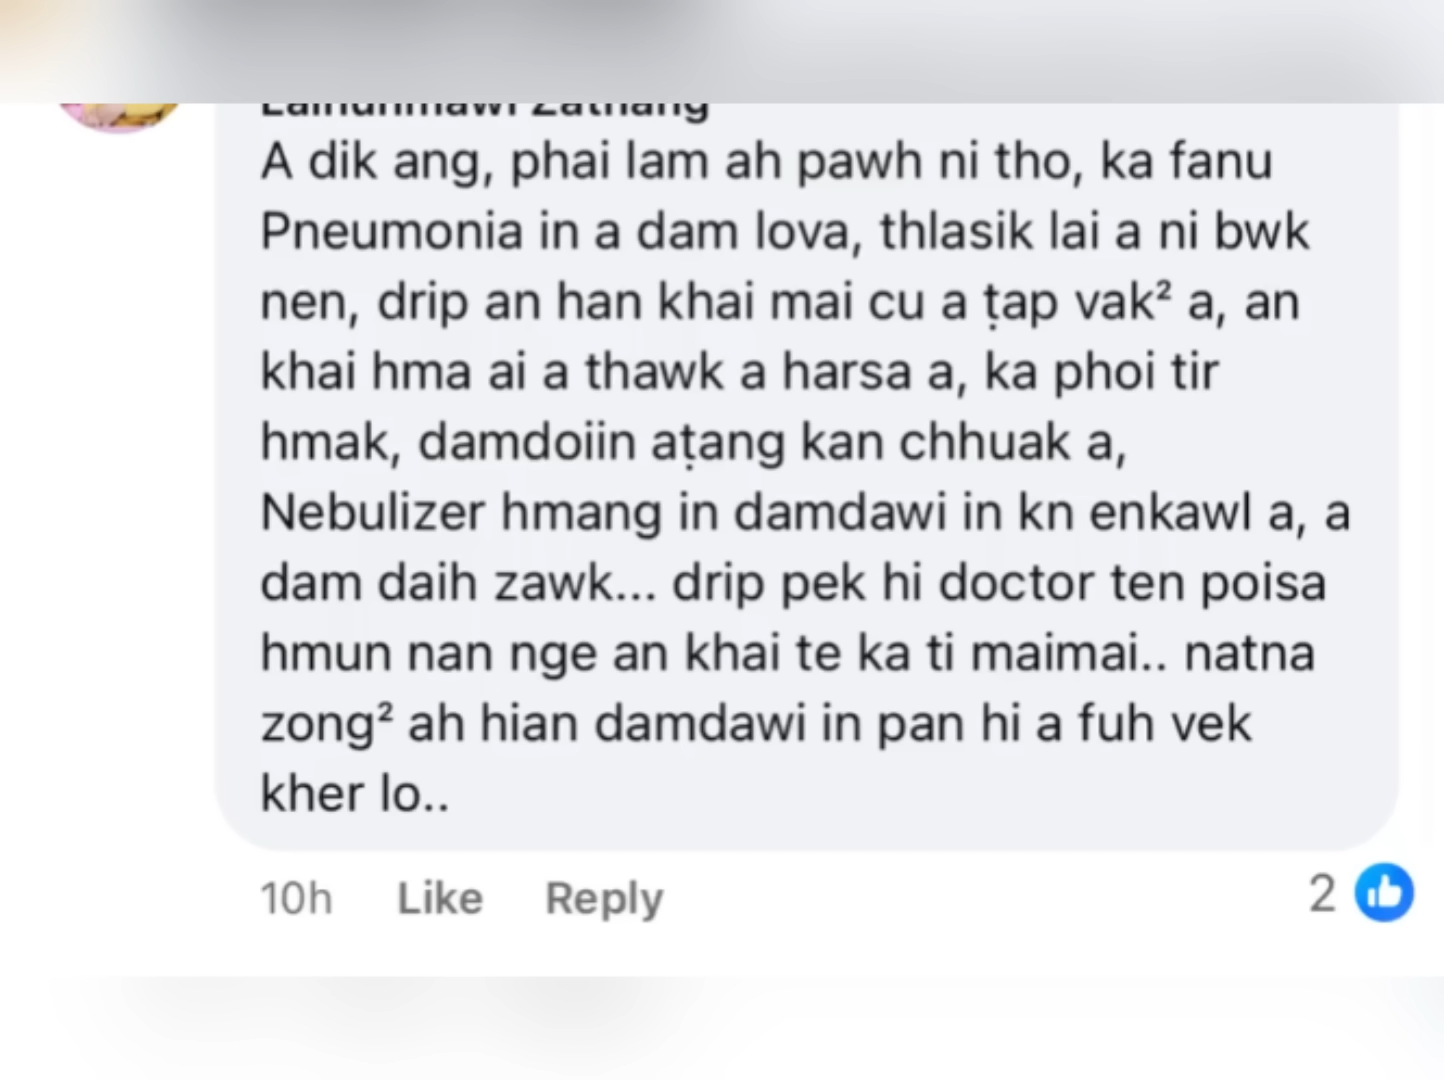 A dik ang, phai lam ah pawh ni tho, ka fanu
Pneumonia in a dam lova, thlasik lai a ni bwk
nen, drip an han khai mai cu a ṭap vak² a, an
khai hma ai a thawk a harsa a, ka phoi tir
hmak, damdoiin aṭang kan chhuak a,
Nebulizer hmang in damdawi in kn enkawl a, a
dam daih zawk... drip pek hi doctor ten poisa
hmun nan nge an khai te ka ti maimai.. natna
zong² ah hian damdawi in pan hi a fuh vek
kher lo..
10h Like Reply 2